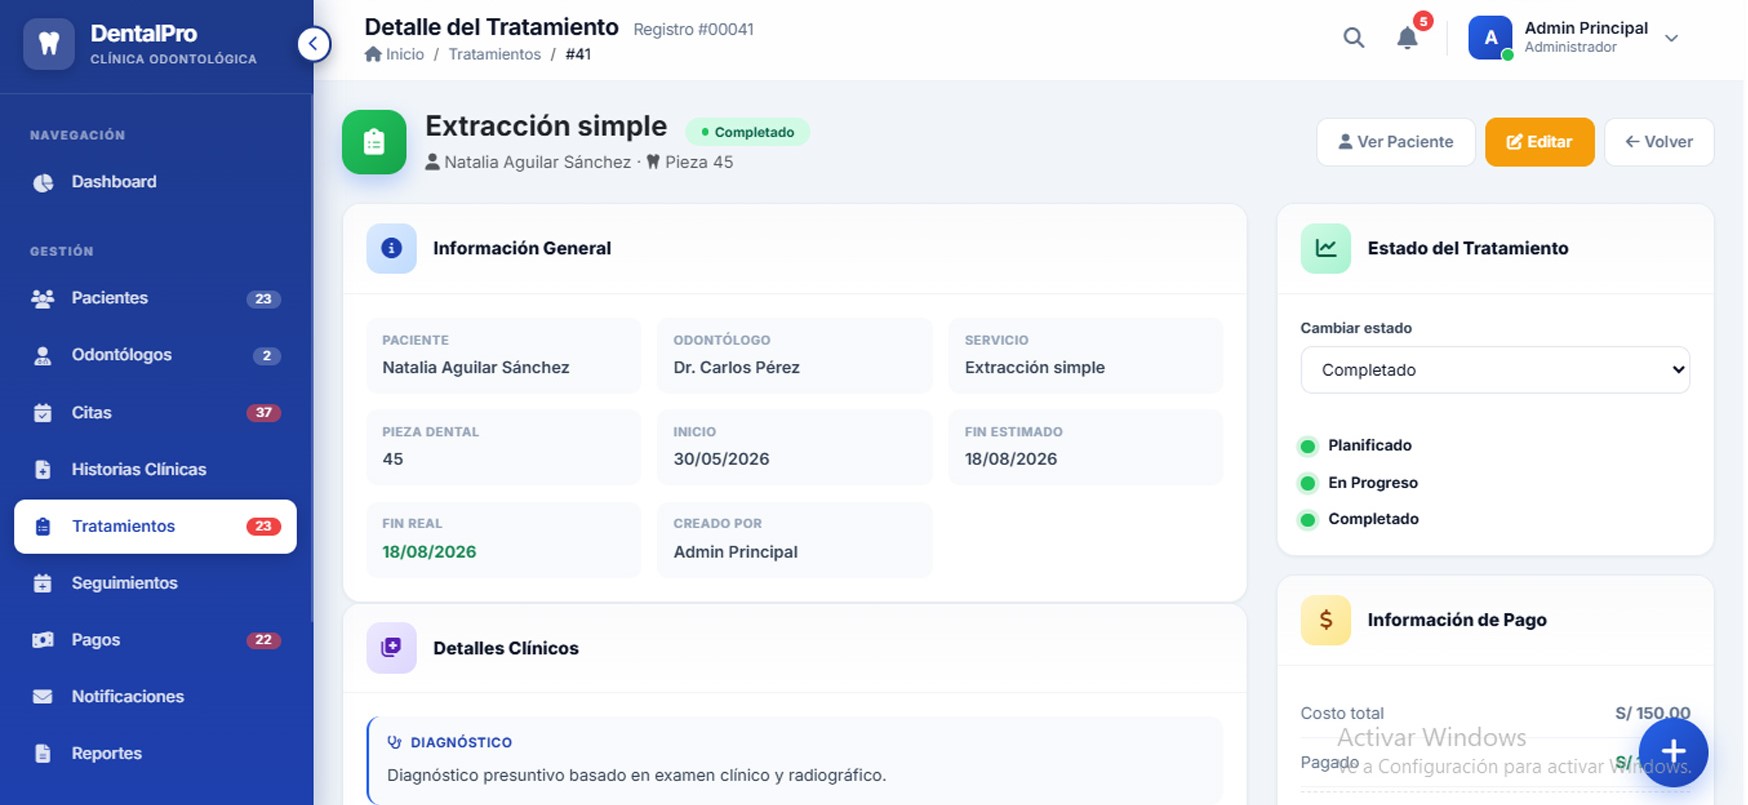 DentalPro
CLÍNICA ODONTOLÓGICA
NAVEGACIÓN
Dashboard
GESTIÓN
Pacientes 23
Odontólogos 2
Citas 37
Historias Clínicas
Tratamientos 23
Seguimientos
Pagos 22
Notificaciones
Reportes
Detalle del Tratamiento Registro #00041
Inicio / Tratamientos / #41
5
A
Admin Principal
Administrador
Extracción simple Completado
Natalia Aguilar Sánchez · Pieza 45
Ver Paciente Editar Volver
Información General
PACIENTE
Natalia Aguilar Sánchez
ODONTÓLOGO
Dr. Carlos Pérez
SERVICIO
Extracción simple
PIEZA DENTAL
45
INICIO
30/05/2026
FIN ESTIMADO
18/08/2026
FIN REAL
18/08/2026
CREADO POR
Admin Principal
Detalles Clínicos
DIAGNÓSTICO
Diagnóstico presuntivo basado en examen clínico y radiográfico.
Estado del Tratamiento
Cambiar estado
Completado
Planificado
En Progreso
Completado
Información de Pago
Costo total S/ 150.00
Pagado S/
Activar Windows
Ve a Configuración para activar Windows.